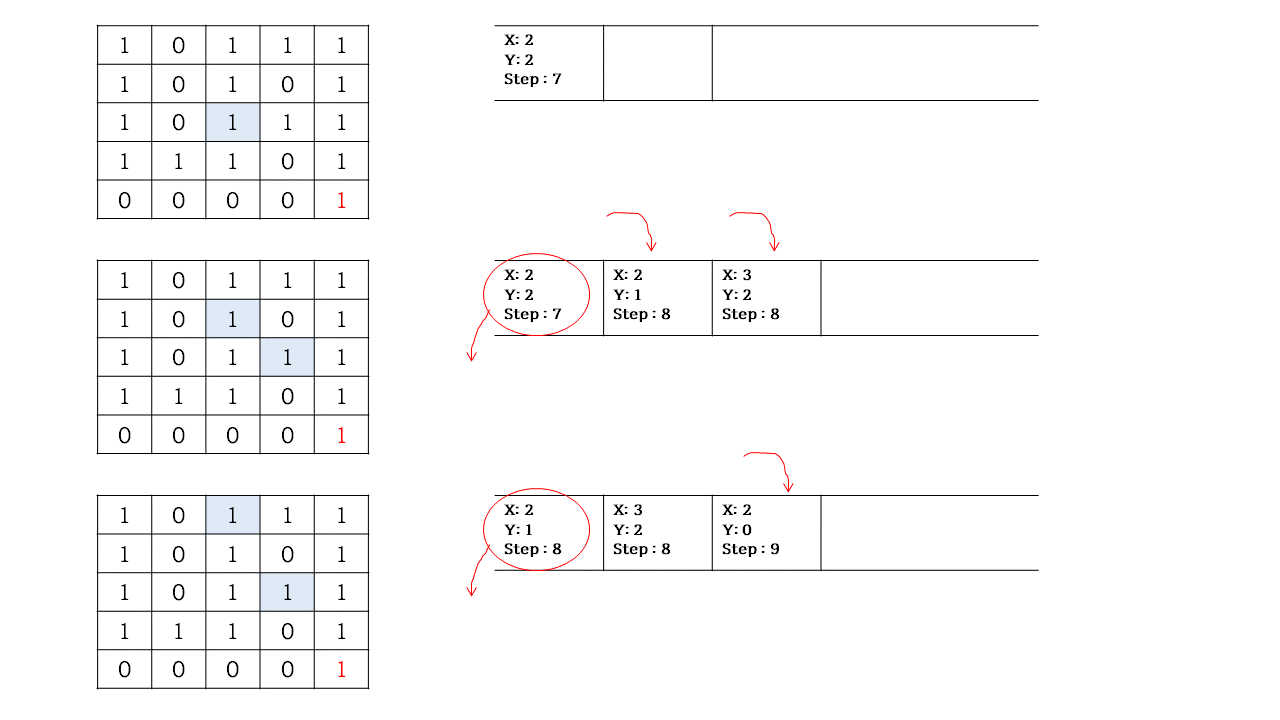 1 0 1 1 1
1 0 1 0 1
1 0 1 1 1
1 1 1 0 1
0 0 0 0 1
X: 2
Y: 2
Step : 7
1 0 1 1 1
1 0 1 0 1
1 0 1 1 1
1 1 1 0 1
0 0 0 0 1
X: 2
Y: 2
Step : 7
X: 2
Y: 1
Step : 8
X: 3
Y: 2
Step : 8
1 0 1 1 1
1 0 1 0 1
1 0 1 1 1
1 1 1 0 1
0 0 0 0 1
X: 2
Y: 1
Step : 8
X: 3
Y: 2
Step : 8
X: 2
Y: 0
Step : 9